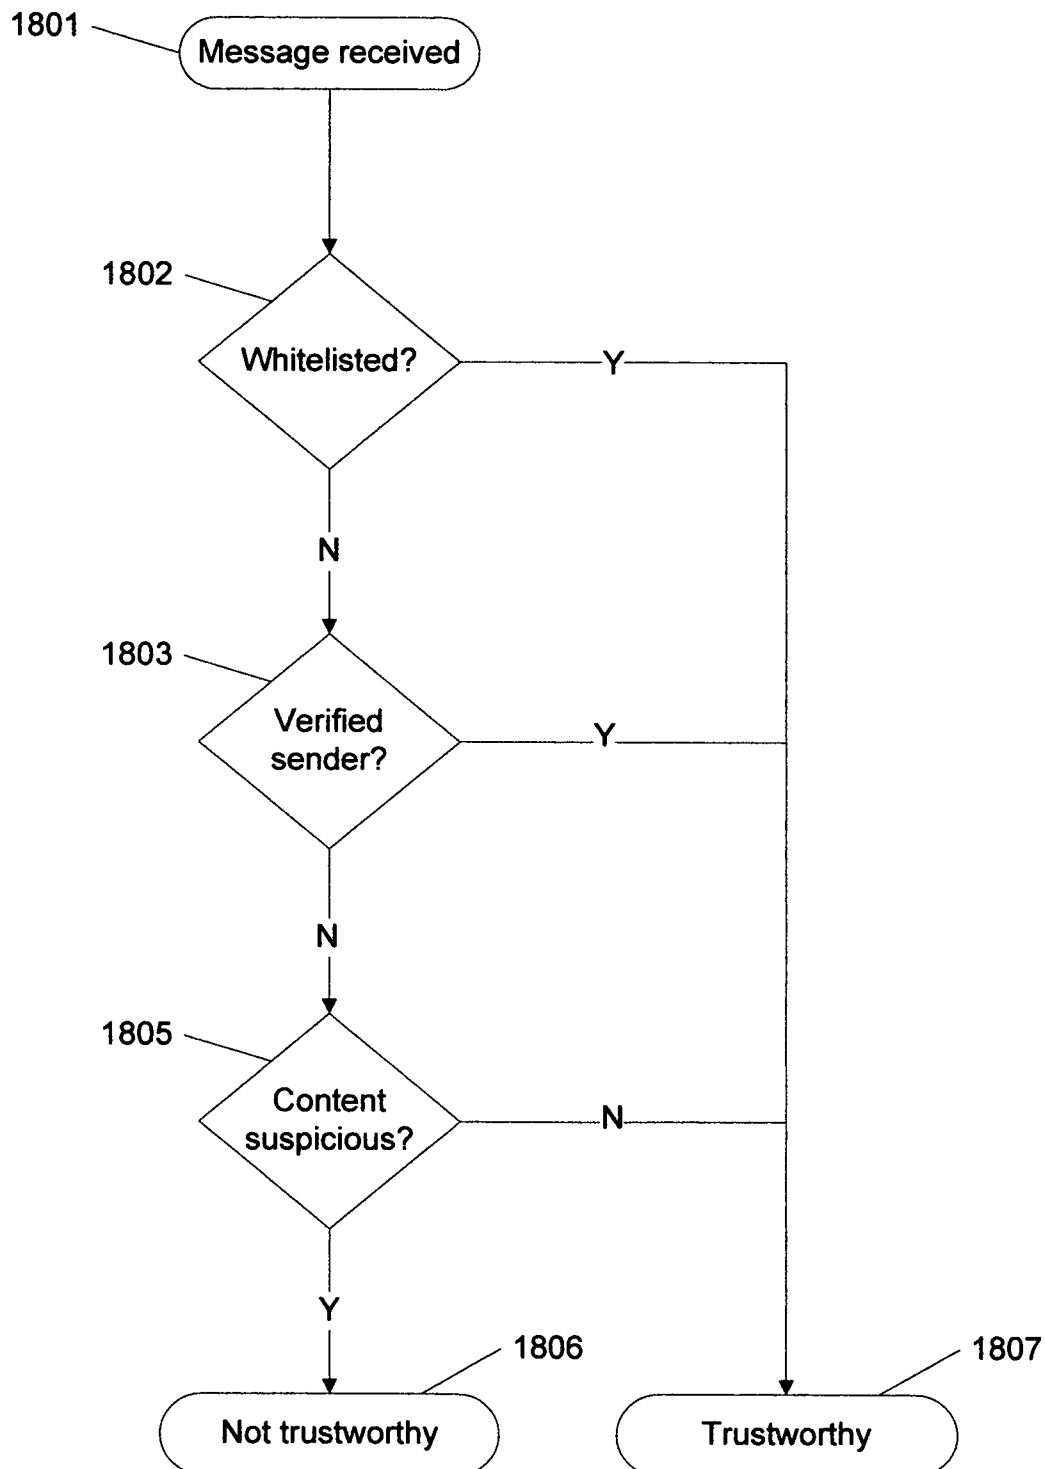 1801
Message received
1802
Whitelisted?
Y
N
1803
Verified
sender?
Y
N
1805
Content
suspicious?
N
Y
1806
1807
Not trustworthy
Trustworthy